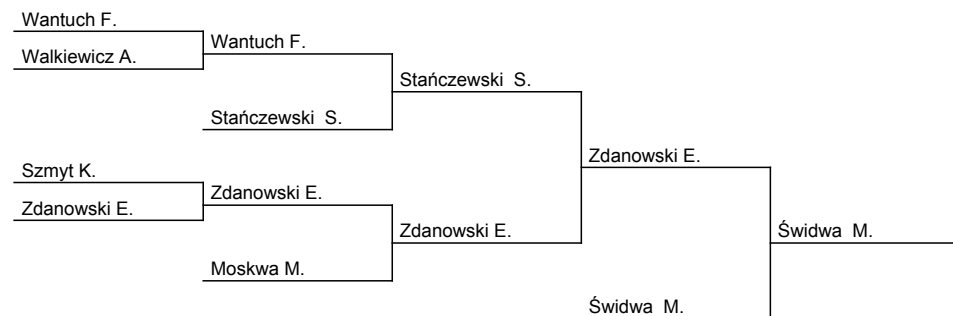 Wantuch F.
Wantuch F.
Walkiewicz A.
Stańczewski  S.
Stańczewski  S.
Zdanowski E.
Szmyt K.
Zdanowski E.
Zdanowski E.
Zdanowski E.
Świdwa  M.
Moskwa M.
Świdwa  M.